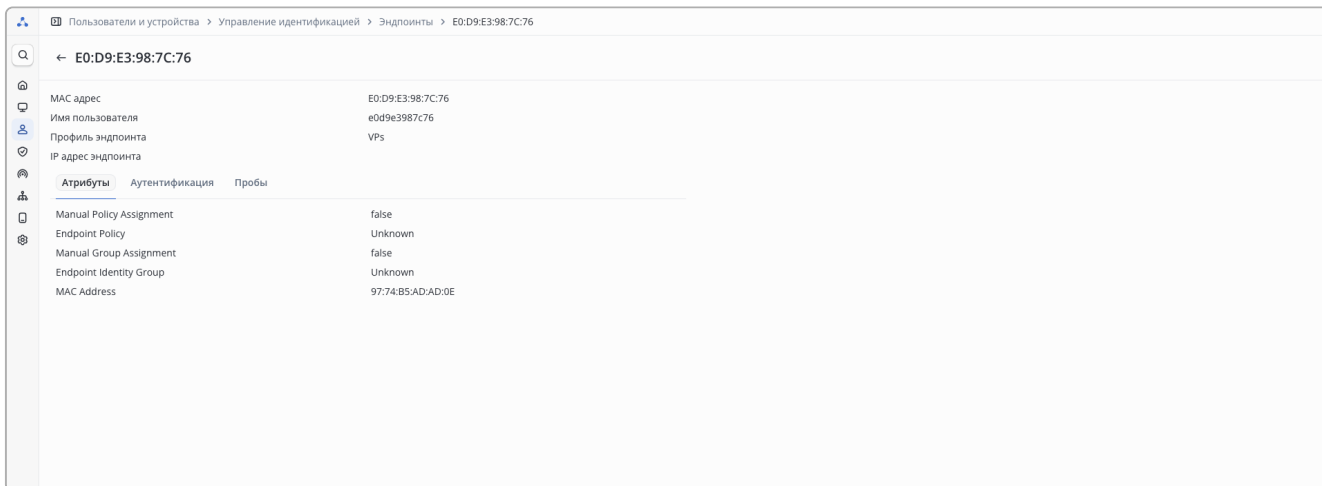 Пользователи и устройства > Управление идентификацией > Эндпоинты > E0:D9:E3:98:7C:76
← E0:D9:E3:98:7C:76
MAC адрес E0:D9:E3:98:7C:76
Имя пользователя e0d9e3987c76
Профиль эндпоинта VPs
IP адрес эндпоинта
Атрибуты Аутентификация Пробы
Manual Policy Assignment false
Endpoint Policy Unknown
Manual Group Assignment false
Endpoint Identity Group Unknown
MAC Address 97:74:B5:AD:AD:0E